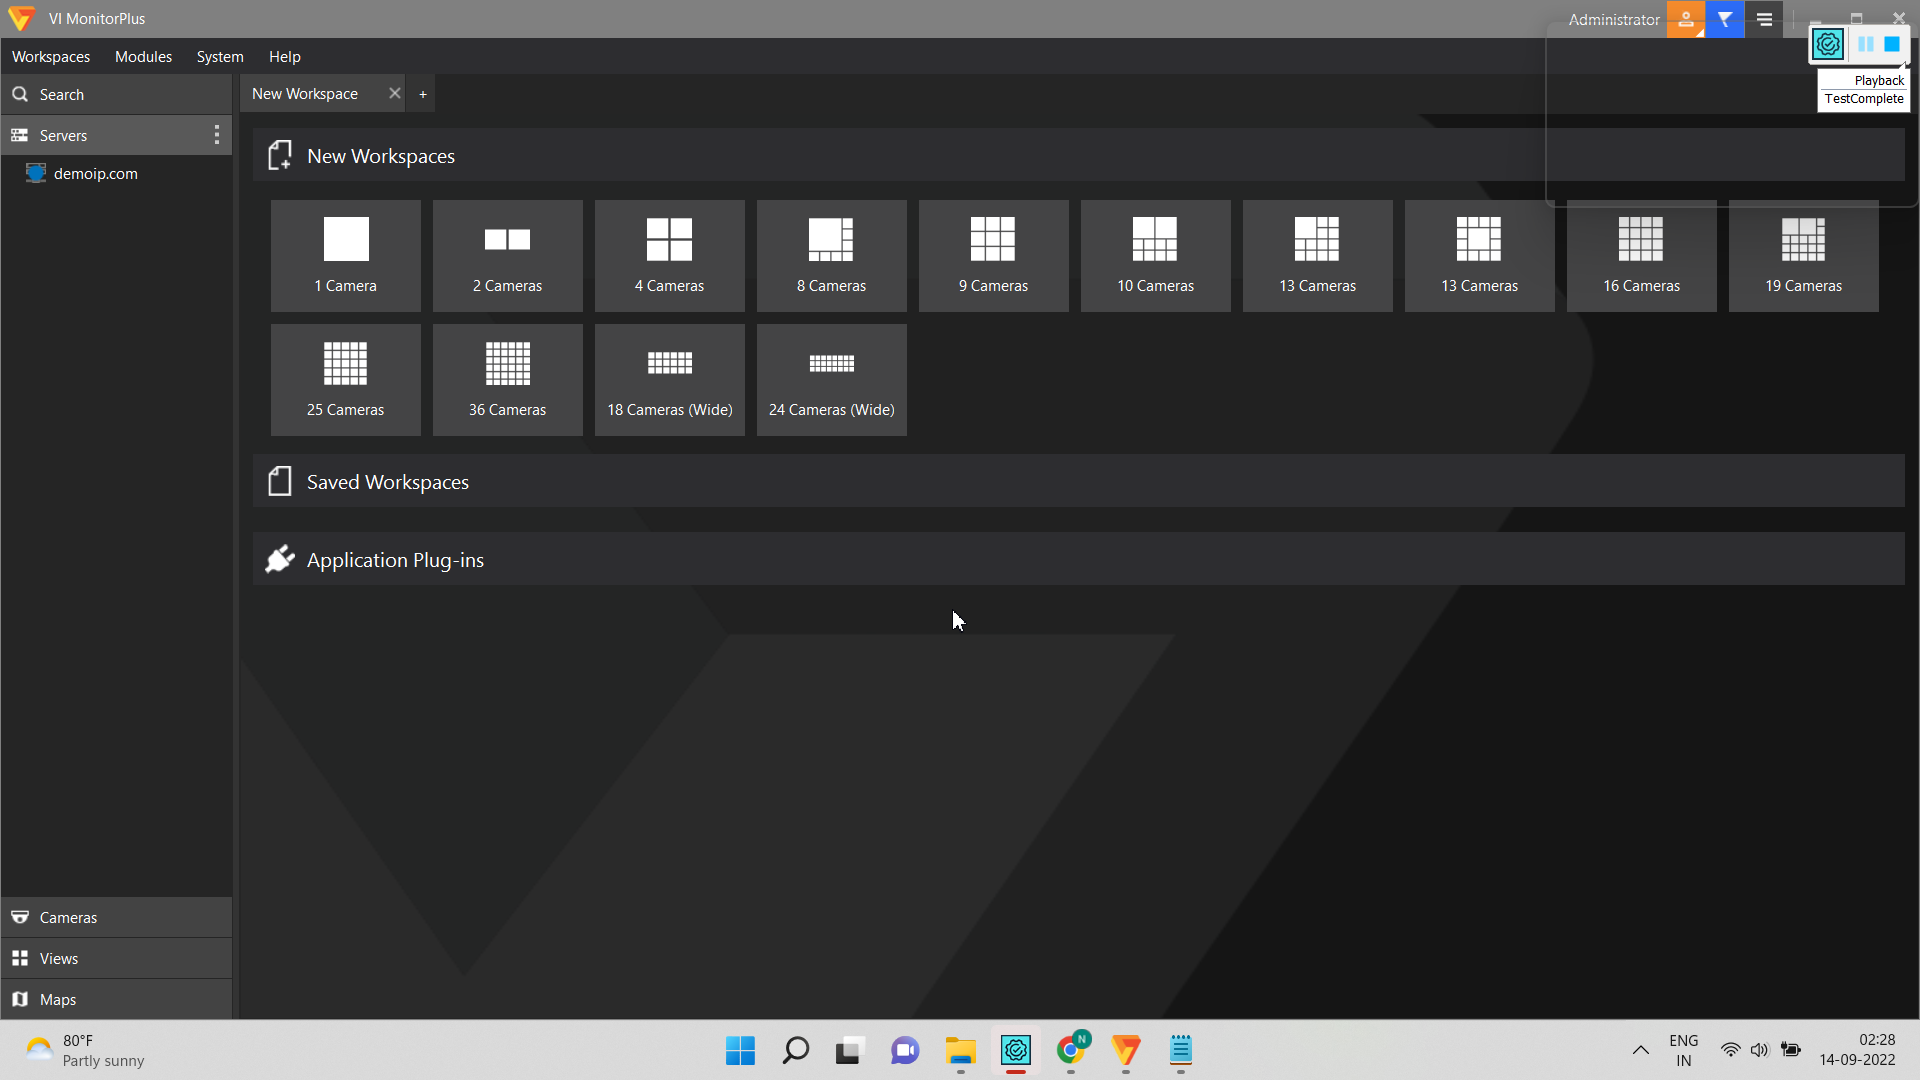 VI MonitorPlus
Administrator
Workspaces Modules System Help
Playback
TestComplete
Search
New Workspace +
Servers
demoip.com
New Workspaces
1 Camera
2 Cameras
4 Cameras
8 Cameras
9 Cameras
10 Cameras
13 Cameras
13 Cameras
16 Cameras
19 Cameras
25 Cameras
36 Cameras
18 Cameras (Wide)
24 Cameras (Wide)
Saved Workspaces
Application Plug-ins
Cameras
Views
Maps
80°F
Partly sunny
N
ENG
IN
02:28
14-09-2022